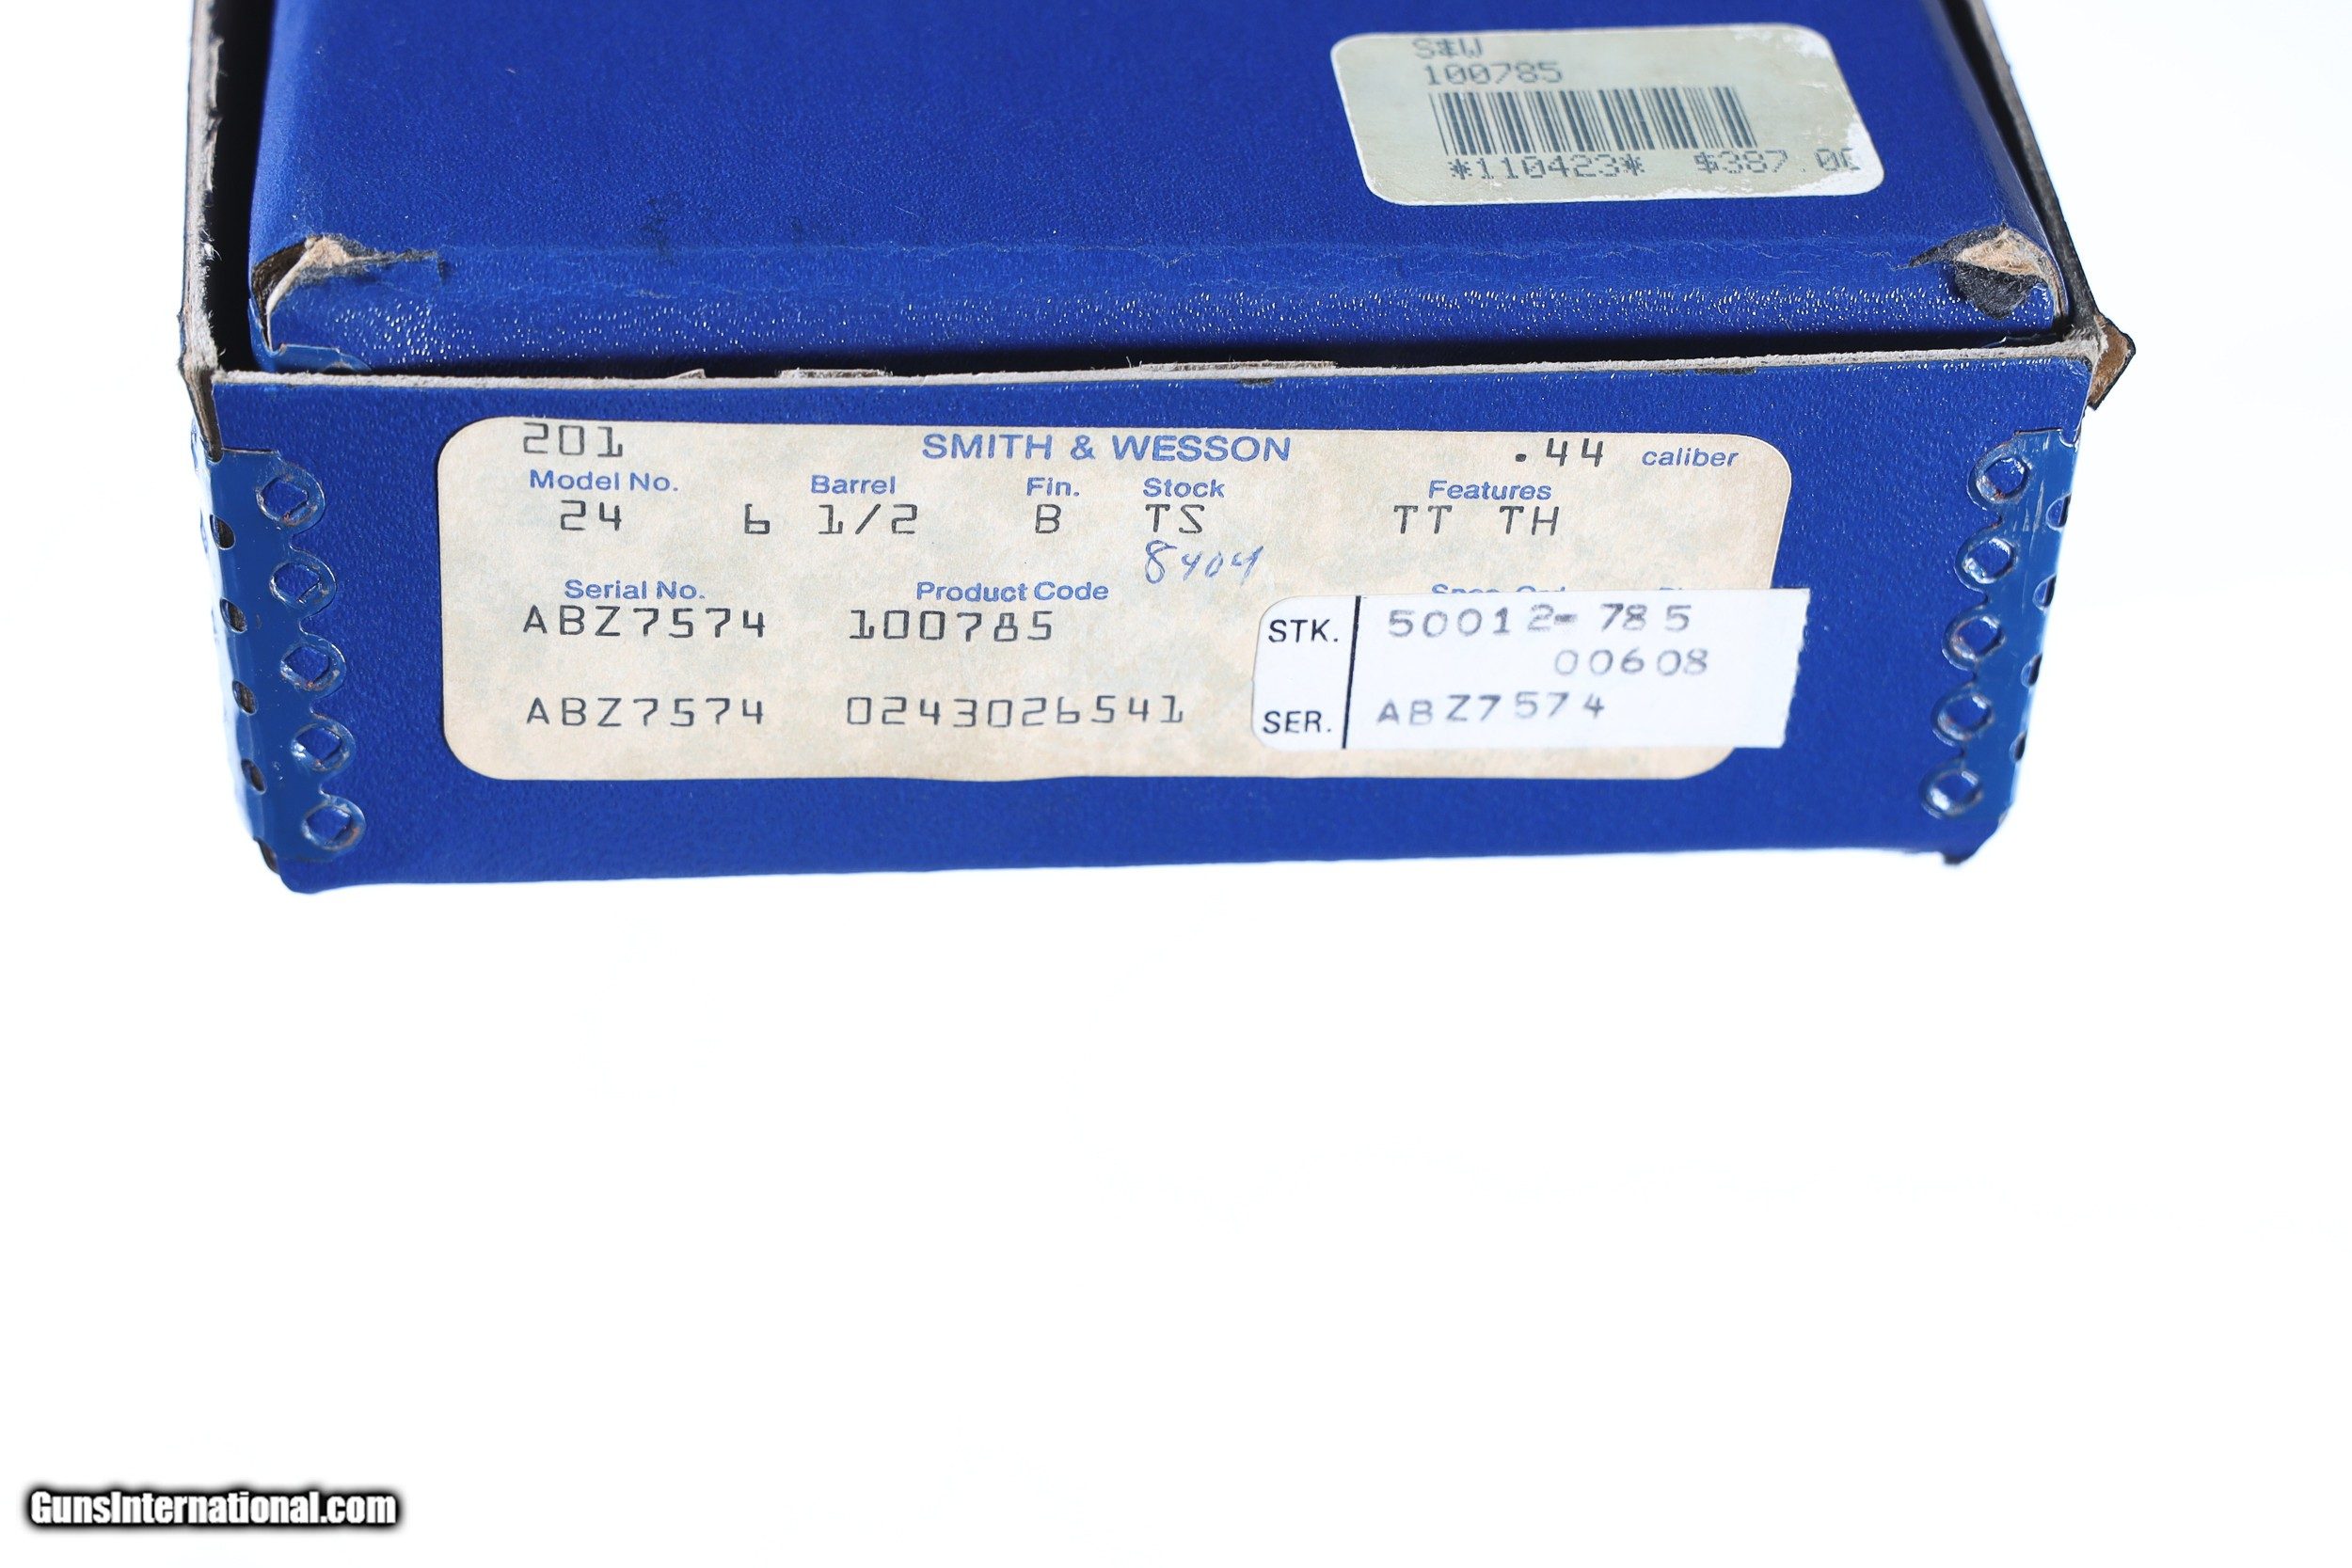 S&W
100785
*110423* $387.00
201 SMITH & WESSON .44 caliber
Model No. Barrel Fin. Stock Features
24 6 1/2 B TS TT TH
8404
Serial No. Product Code
ABZ7574 100785
STK. 50012-785
00608
ABZ7574 0243026541
SER. ABZ7574
GunsInternational.com